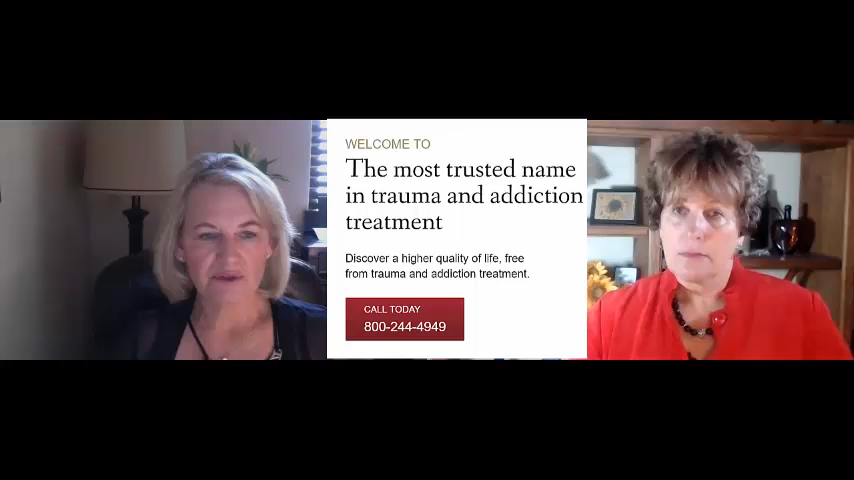 WELCOME TO
The most trusted name
in trauma and addiction
treatment
Discover a higher quality of life, free
from trauma and addiction treatment.
CALL TODAY
800-244-4949